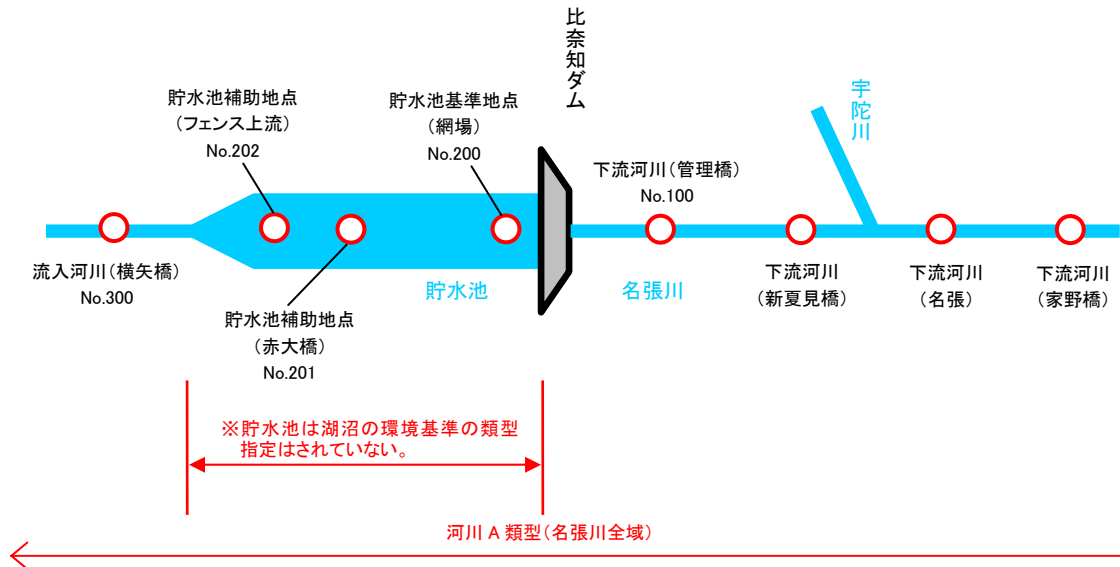 比奈知ダム
貯水池補助地点
(フェンス上流)
No.202
貯水池基準地点
(網場)
No.200
宇陀川
下流河川(管理橋)
No.100
流入河川(横矢橋)
No.300
貯水池補助地点
(赤大橋)
No.201
貯水池
名張川
下流河川
(新夏見橋)
下流河川
(名張)
下流河川
(家野橋)
※貯水池は湖沼の環境基準の類型
指定はされていない。
河川 A 類型(名張川全域)